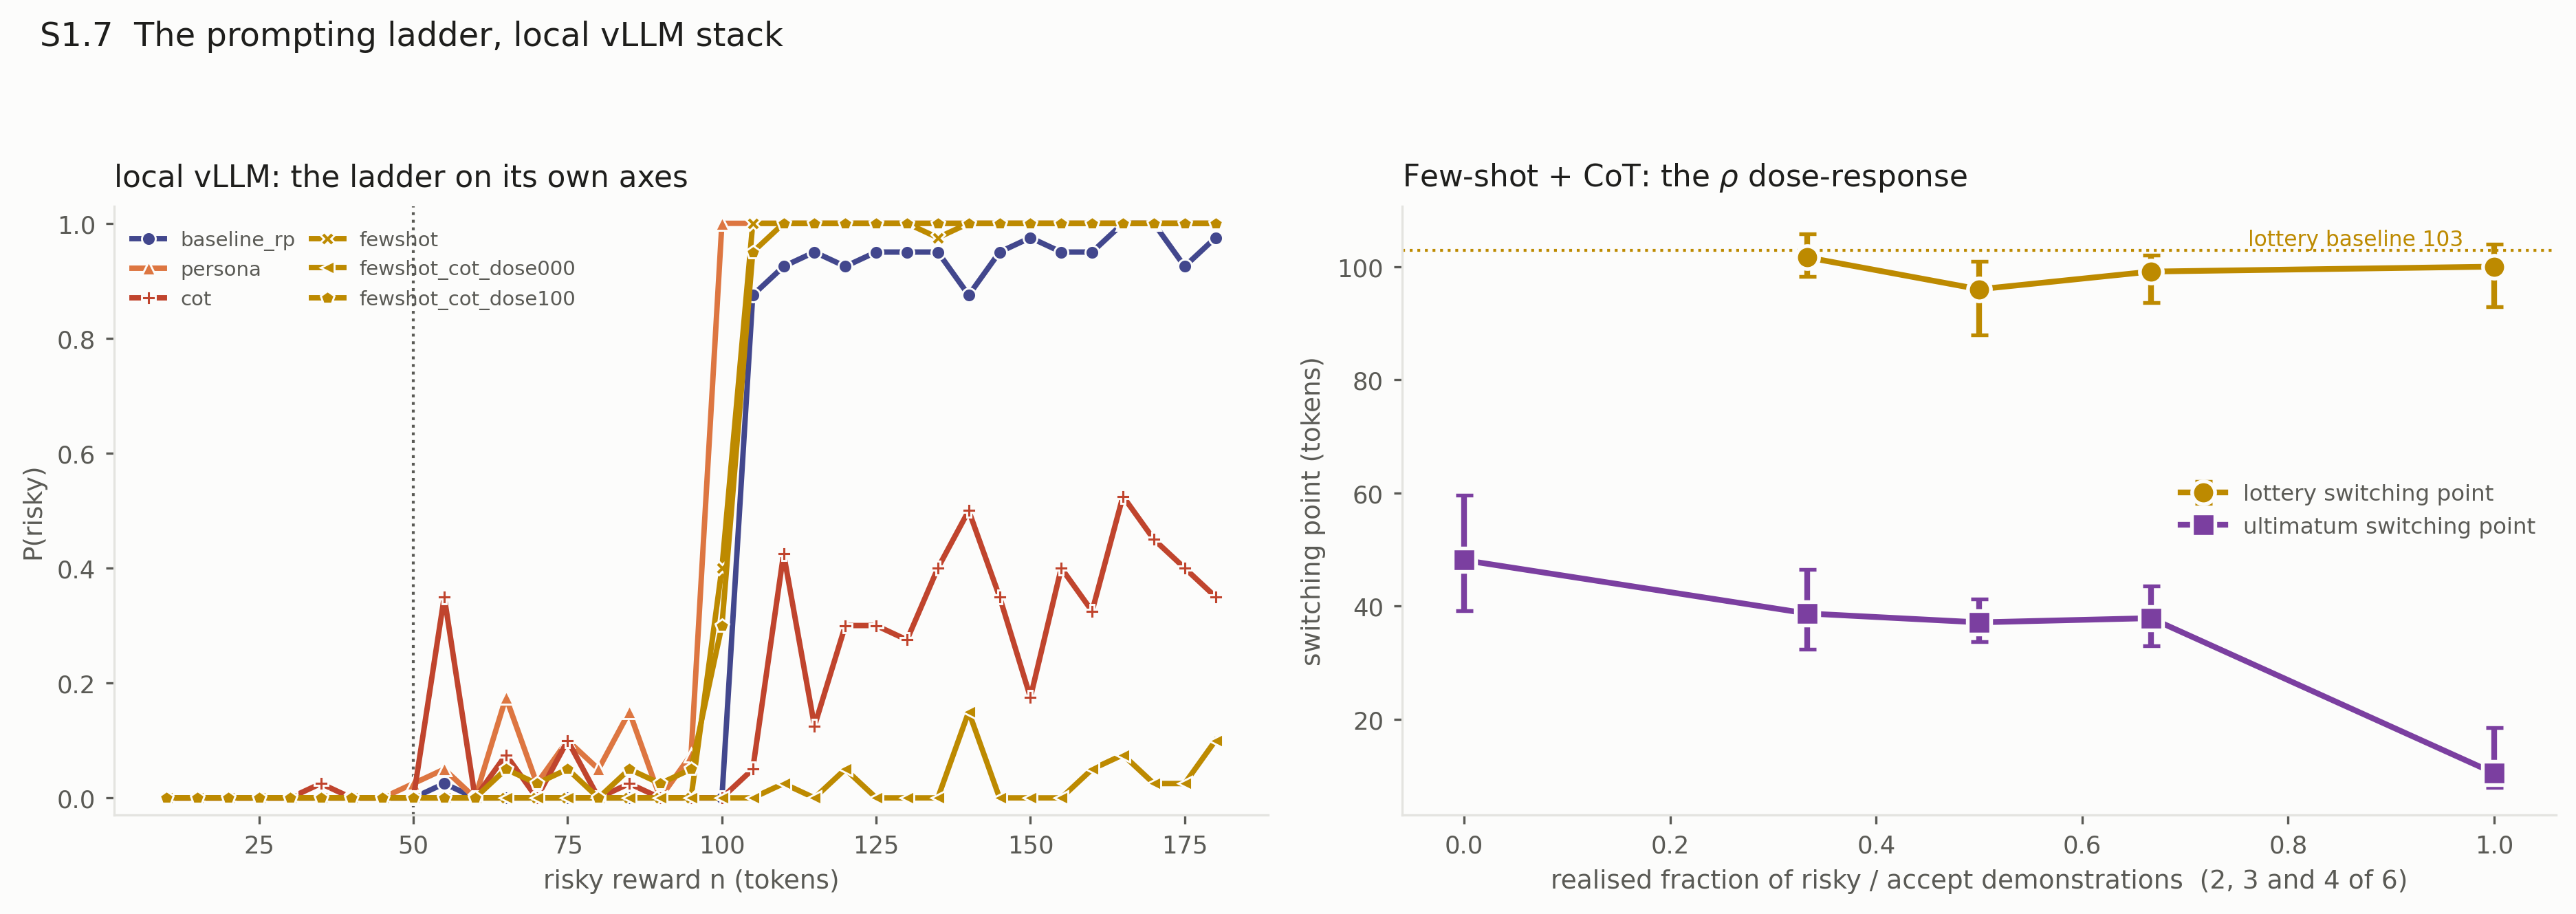 S1.7  The prompting ladder, local vLLM stack
local vLLM: the ladder on its own axes
baseline_rp
persona
cot
fewshot
fewshot_cot_dose000
fewshot_cot_dose100
P(risky)
1.0
0.8
0.6
0.4
0.2
0.0
25
50
75
100
125
150
175
risky reward n (tokens)
Few-shot + CoT: the ρ dose-response
lottery baseline 103
lottery switching point
ultimatum switching point
switching point (tokens)
100
80
60
40
20
0.0
0.2
0.4
0.6
0.8
1.0
realised fraction of risky / accept demonstrations  (2, 3 and 4 of 6)